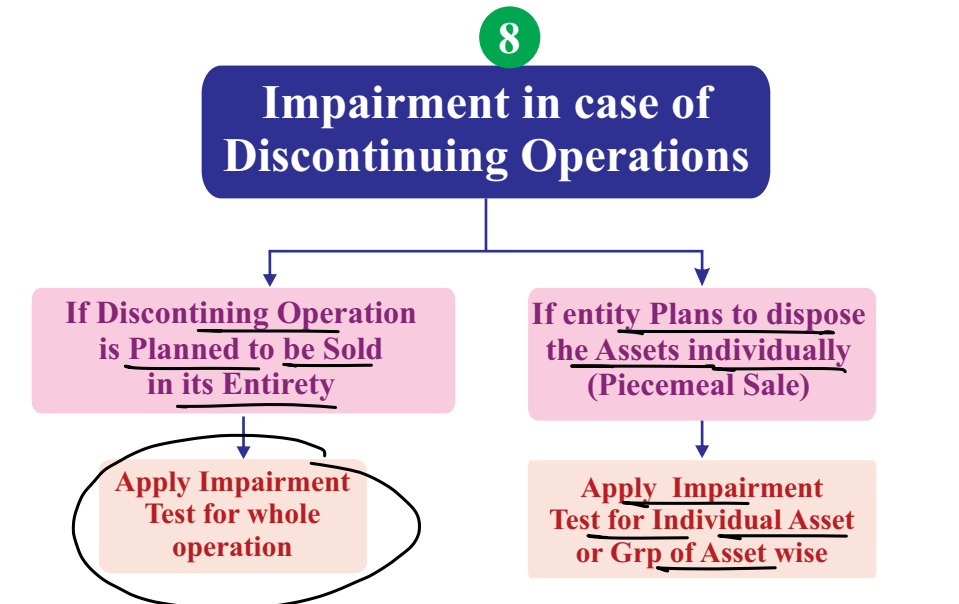 8
Impairment in case of
Discontinuing Operations
If Discontining Operation
is Planned to be Sold
in its Entirety
If entity Plans to dispose
the Assets individually
(Piecemeal Sale)
Apply Impairment
Test for whole
operation
Apply Impairment
Test for Individual Asset
or Grp of Asset wise